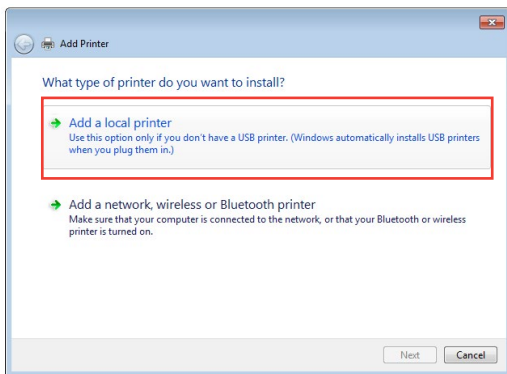 Add Printer
What type of printer do you want to install?
Add a local printer
Use this option only if you don't have a USB printer. (Windows automatically installs USB printers
when you plug them in.)
Add a network, wireless or Bluetooth printer
Make sure that your computer is connected to the network, or that your Bluetooth or wireless
printer is turned on.
Next Cancel